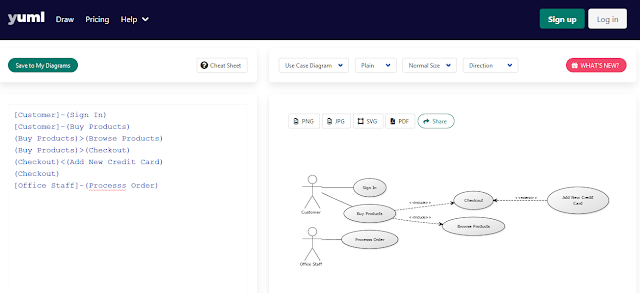 yuml Draw Pricing Help Sign up Log in
Save to My Diagrams Cheat Sheet Use Case Diagram Plain Normal Size Direction WHAT'S NEW?
[Customer]-(Sign In)
[Customer]-(Buy Products)
(Buy Products)>(Browse Products)
(Buy Products)>(Checkout)
(Checkout)<(Add New Credit Card)
(Checkout)
[Office Staff]-(Processs Order)
PNG JPG SVG PDF Share
Sign In
Customer
Buy Products
<<include>>
Checkout
<<extend>>
Add New Credit
Card
<<include>>
Browse Products
Processs Order
Office Staff